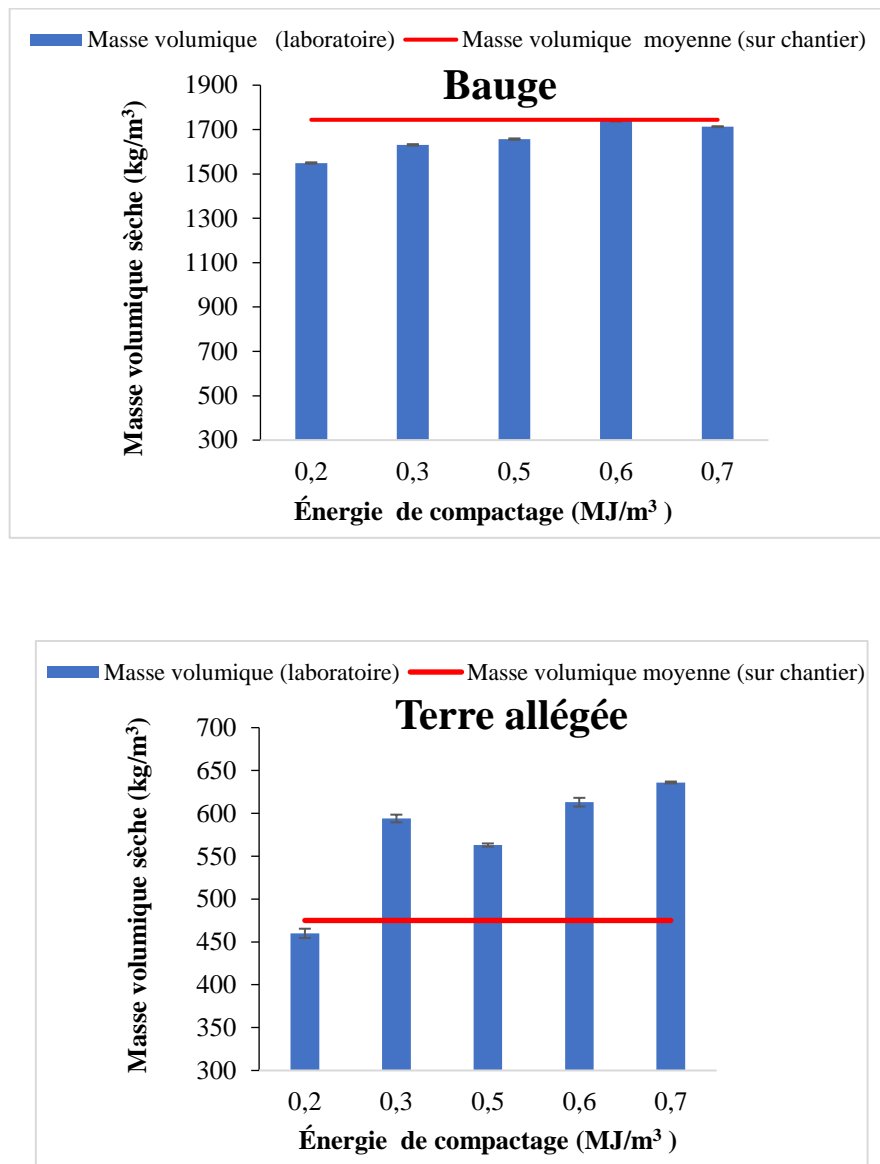 Masse volumique (laboratoire) Masse volumique moyenne (sur chantier)
Bauge
Masse volumique sèche (kg/m³)
1900
1700
1500
1300
1100
900
700
500
300
0,2 0,3 0,5 0,6 0,7
Énergie de compactage (MJ/m³ )
Masse volumique (laboratoire) Masse volumique moyenne (sur chantier)
Terre allégée
Masse volumique sèche (kg/m³)
700
650
600
550
500
450
400
350
300
0,2 0,3 0,5 0,6 0,7
Énergie de compactage (MJ/m³ )